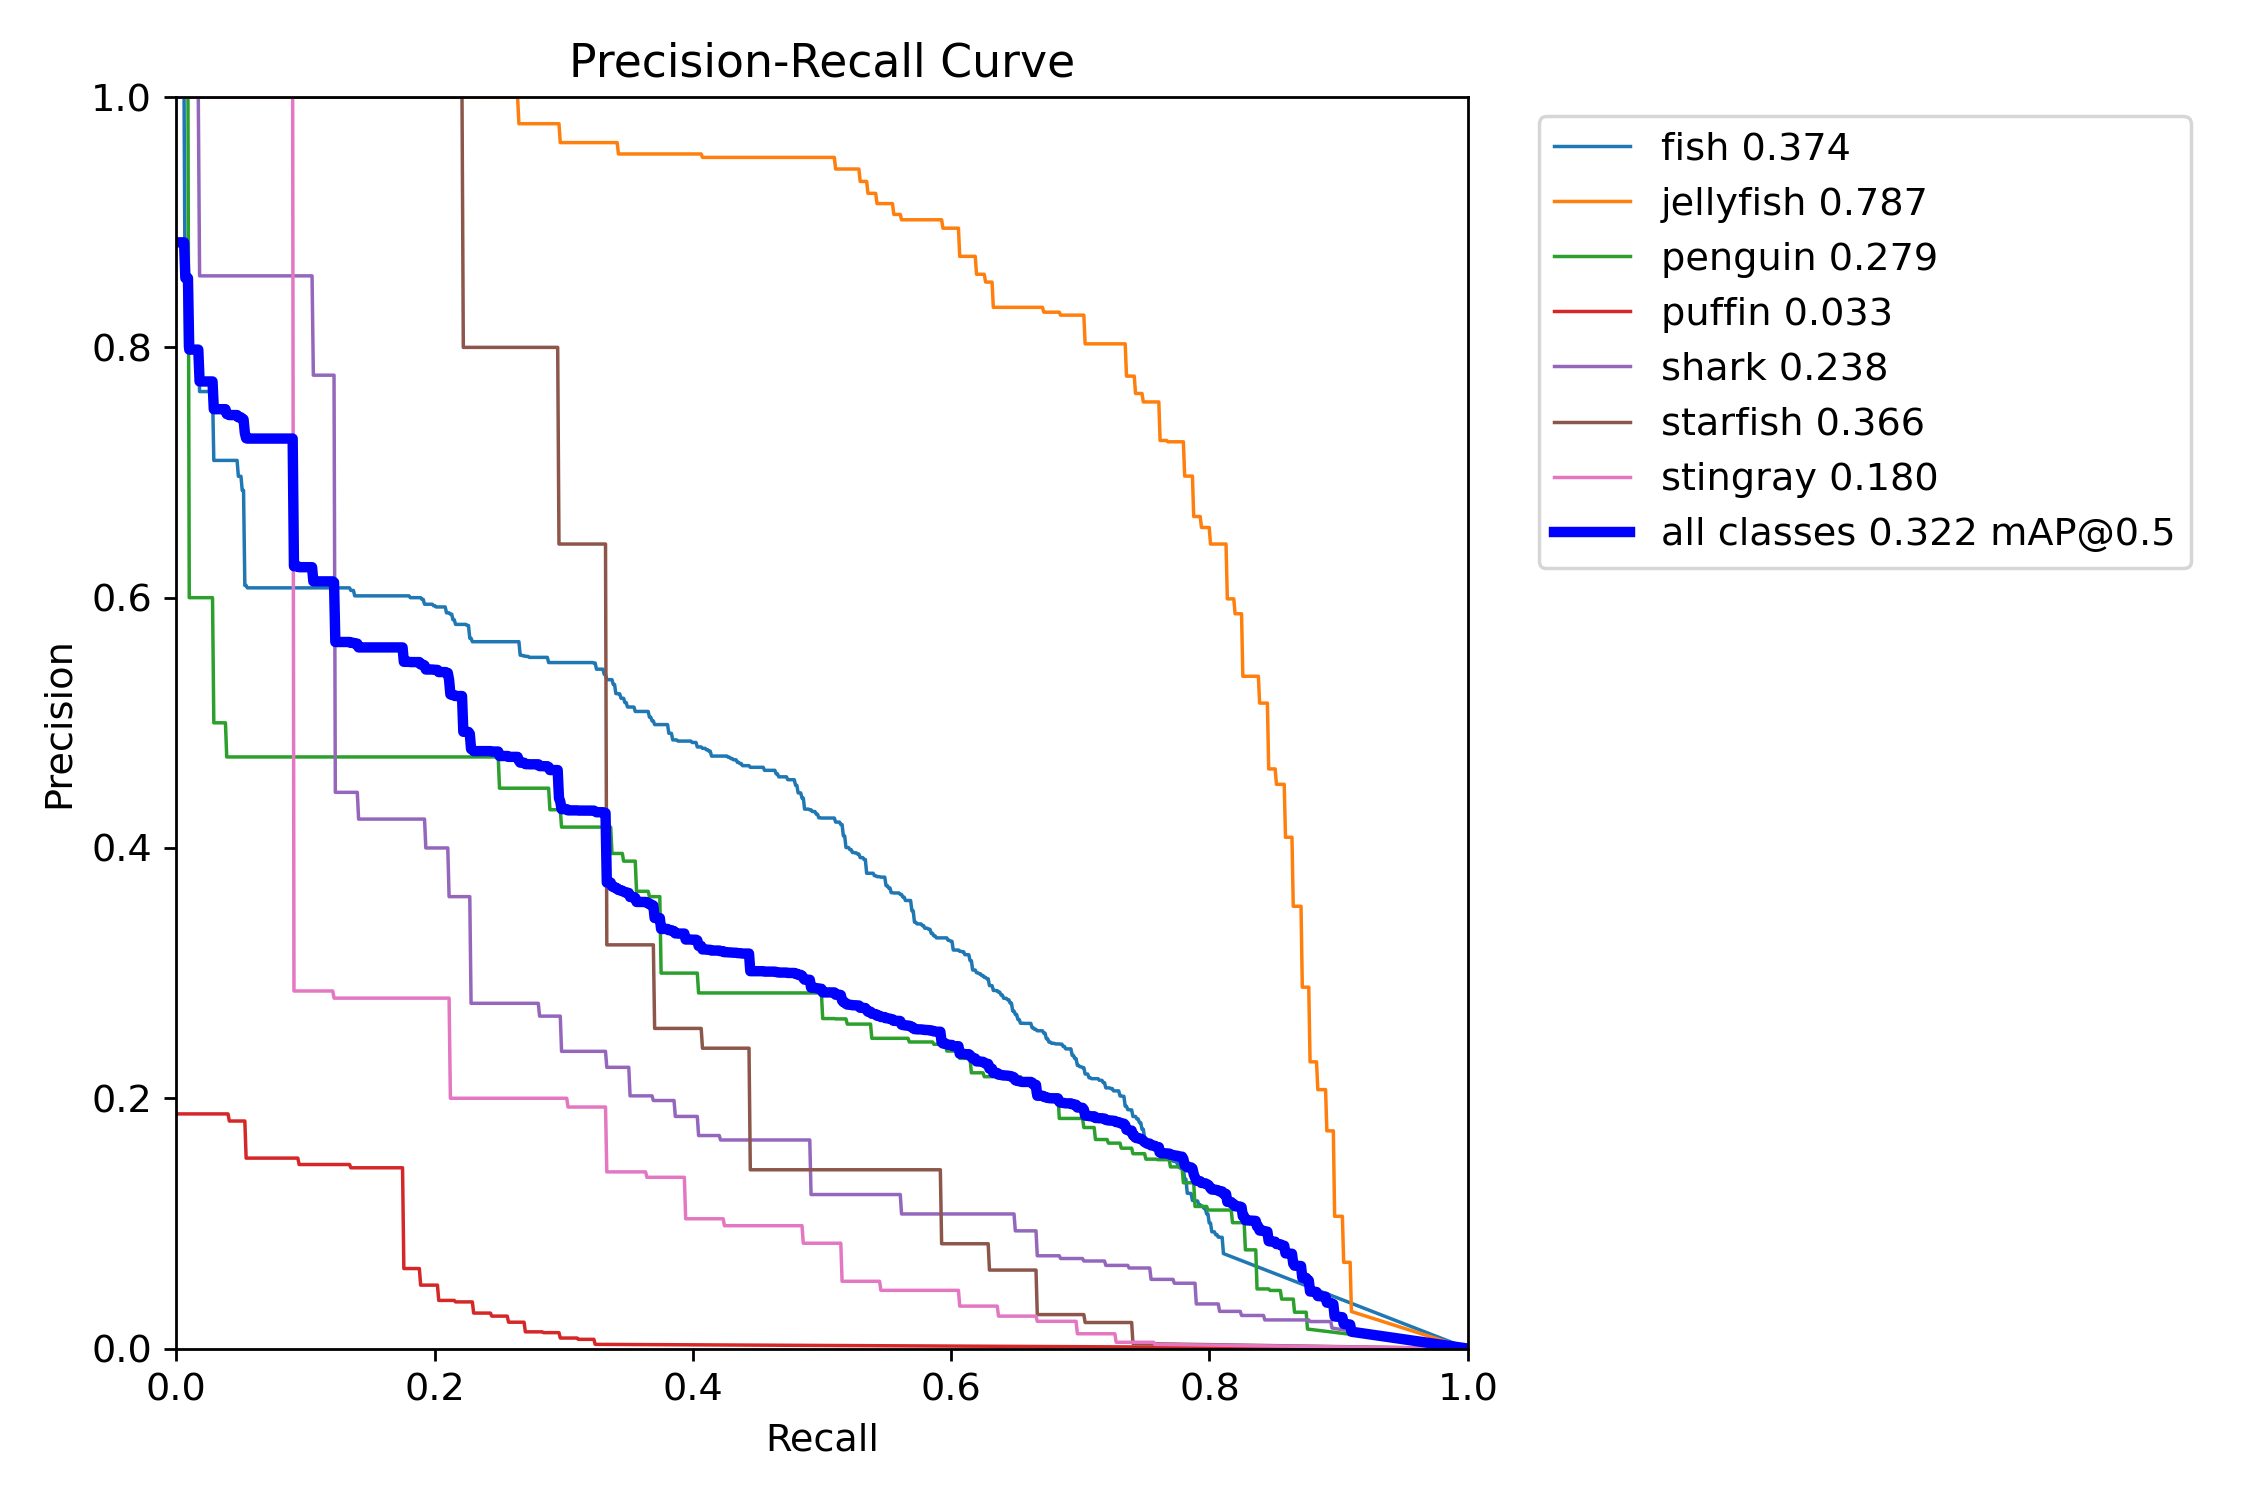 Precision-Recall Curve
1.0
0.8
0.6
0.4
0.2
0.0
Precision
0.0 0.2 0.4 0.6 0.8 1.0
Recall
fish 0.374
jellyfish 0.787
penguin 0.279
puffin 0.033
shark 0.238
starfish 0.366
stingray 0.180
all classes 0.322 mAP@0.5